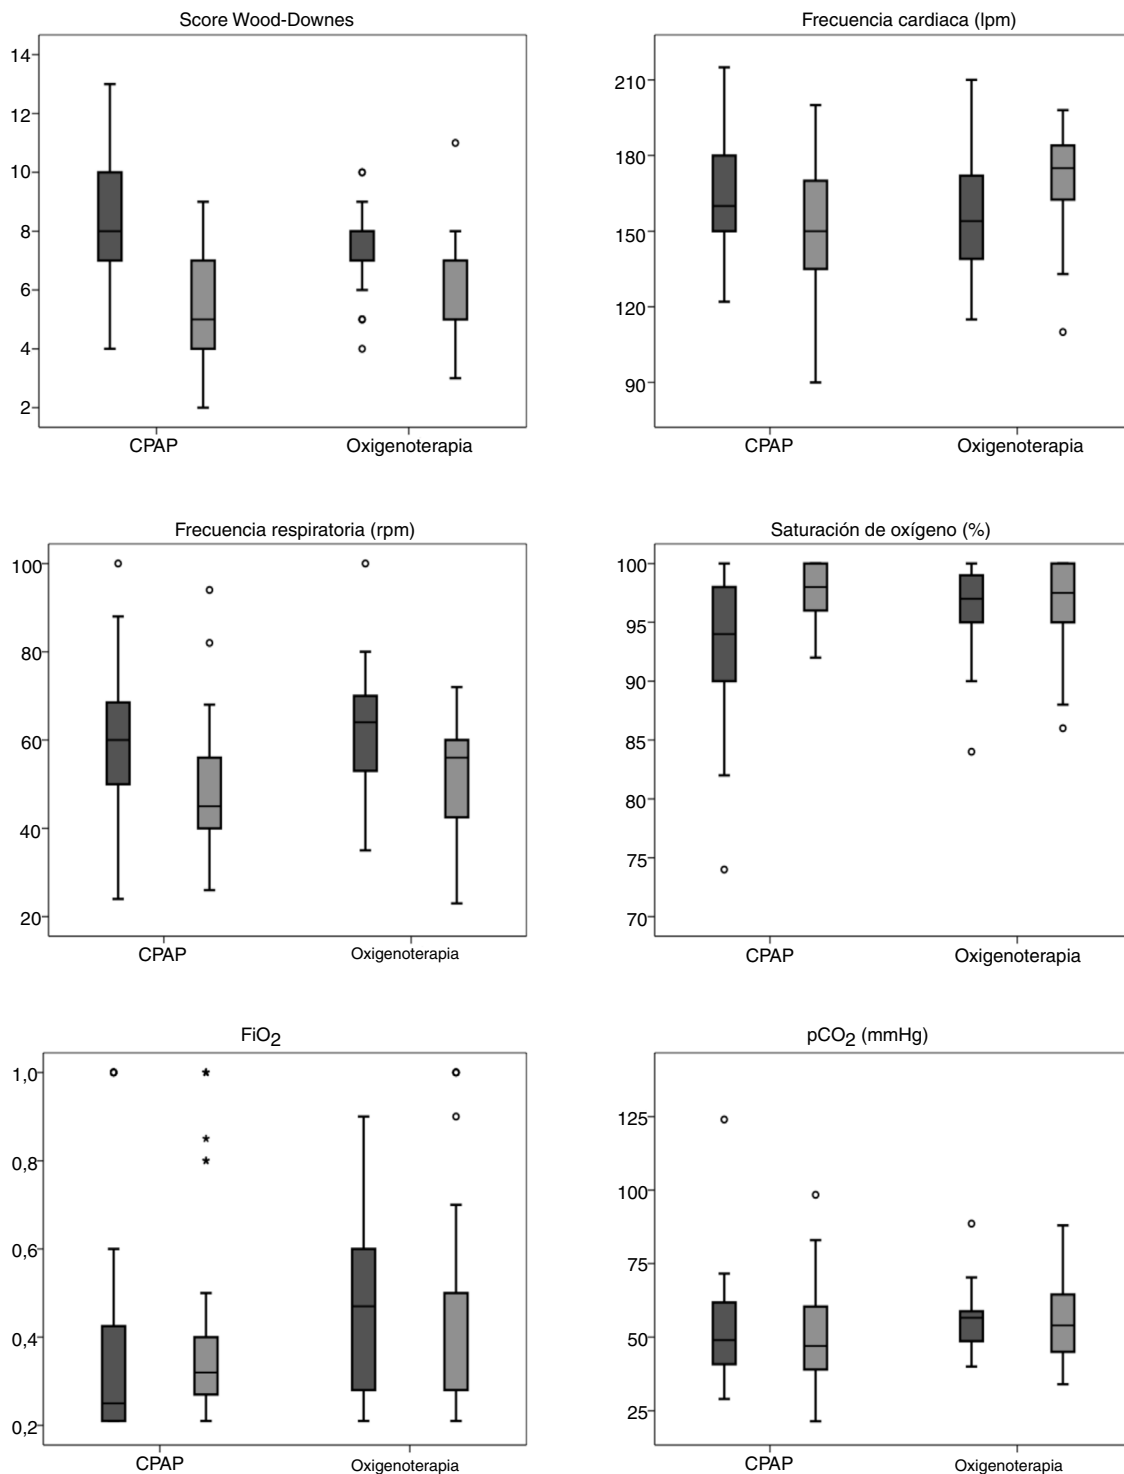 Score Wood-Downes
14
12
10
8
6
4
2
CPAP Oxigenoterapia
Frecuencia cardiaca (lpm)
210
180
150
120
90
CPAP Oxigenoterapia
Frecuencia respiratoria (rpm)
100
80
60
40
20
CPAP Oxigenoterapia
Saturación de oxígeno (%)
100
95
90
85
80
75
70
CPAP Oxigenoterapia
FiO2
1,0
0,8
0,6
0,4
0,2
CPAP Oxigenoterapia
pCO2 (mmHg)
125
100
75
50
25
CPAP Oxigenoterapia